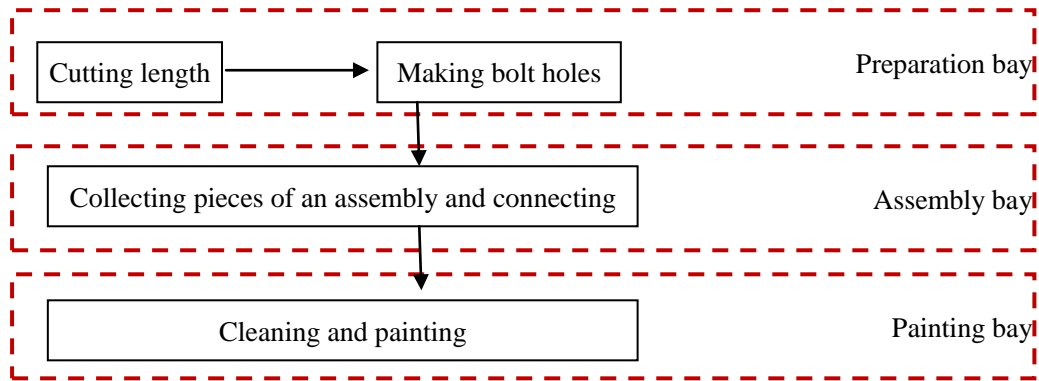 Cutting length
Making bolt holes
Preparation bay
Collecting pieces of an assembly and connecting
Assembly bay
Cleaning and painting
Painting bay